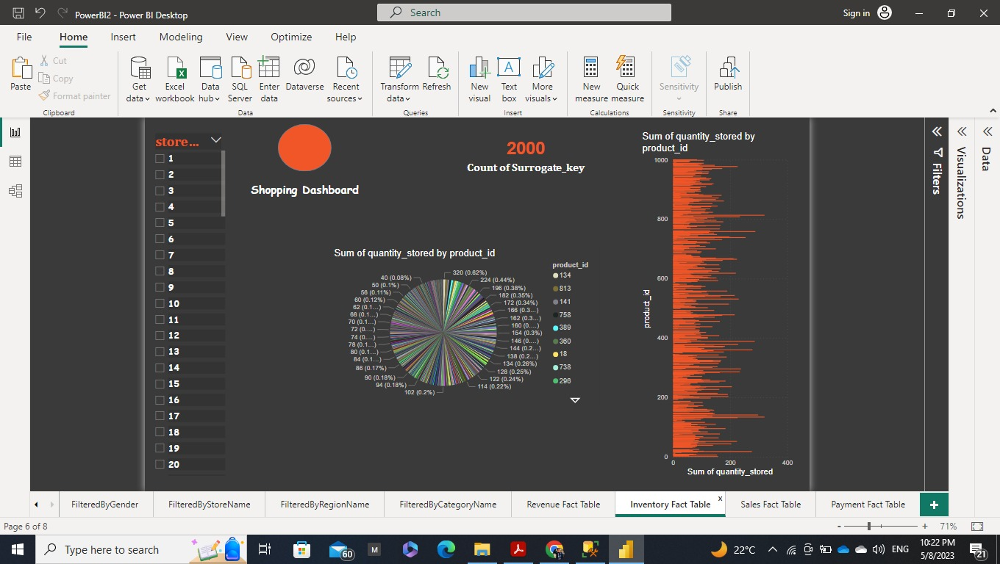 PowerBI2 - Power BI Desktop
Search
Sign in
File
Home
Insert
Modeling
View
Optimize
Help
Paste
Cut
Copy
Format painter
Clipboard
Get data
Excel workbook
Data hub
SQL Server
Enter data
Dataverse
Recent sources
Data
Transform data
Refresh
Queries
New visual
Text box
More visuals
Insert
New measure
Quick measure
Calculations
Sensitivity
Sensitivity
Publish
Share
store...
1
2
3
4
5
6
7
8
9
10
11
12
13
14
15
16
17
18
19
20
Shopping Dashboard
2000
Count of Surrogate_key
Sum of quantity_stored by product_id
320 (0.62%)
224 (0.44%)
196 (0.38%)
182 (0.35%)
172 (0.34%)
166 (0.3...)
162 (0.3...)
160 (0....)
154 (0.3%)
146 (0....)
144 (0.2...)
138 (0.2...)
134 (0.26%)
128 (0.25%)
122 (0.24%)
114 (0.22%)
102 (0.2%)
94 (0.18%)
90 (0.18%)
86 (0.17%)
84 (0.1...)
80 (0.1...)
78 (0.1...)
74 (0....)
72 (0....)
70 (0.1...)
68 (0.1...)
62 (0.1...)
60 (0.12%)
56 (0.11%)
50 (0.1%)
40 (0.08%)
product_id
134
813
141
758
389
360
18
738
296
Sum of quantity_stored by
product_id
1000
800
600
400
200
0
product_id
0
200
400
Sum of quantity_stored
Filters
Visualizations
Data
FilteredByGender
FilteredByStoreName
FilteredByRegionName
FilteredByCategoryName
Revenue Fact Table
Inventory Fact Table
x
Sales Fact Table
Payment Fact Table
+
Page 6 of 8
- + 71%
Type here to search
60
M
22°C
ENG
10:22 PM
5/8/2023
21